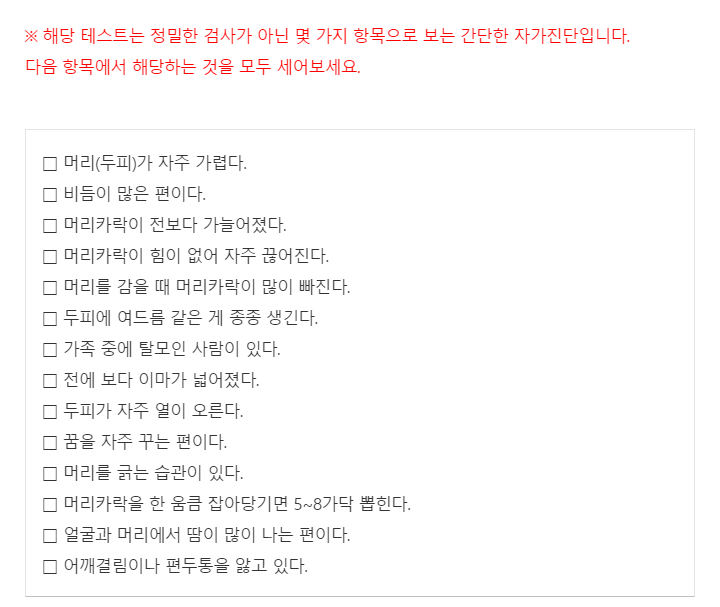 ※ 해당 테스트는 정밀한 검사가 아닌 몇 가지 항목으로 보는 간단한 자가진단입니다.
다음 항목에서 해당하는 것을 모두 세어보세요.
□ 머리(두피)가 자주 가렵다.
□ 비듬이 많은 편이다.
□ 머리카락이 전보다 가늘어졌다.
□ 머리카락이 힘이 없어 자주 끊어진다.
□ 머리를 감을 때 머리카락이 많이 빠진다.
□ 두피에 여드름 같은 게 종종 생긴다.
□ 가족 중에 탈모인 사람이 있다.
□ 전에 보다 이마가 넓어졌다.
□ 두피가 자주 열이 오른다.
□ 꿈을 자주 꾸는 편이다.
□ 머리를 긁는 습관이 있다.
□ 머리카락을 한 움큼 잡아당기면 5~8가닥 뽑힌다.
□ 얼굴과 머리에서 땀이 많이 나는 편이다.
□ 어깨결림이나 편두통을 앓고 있다.